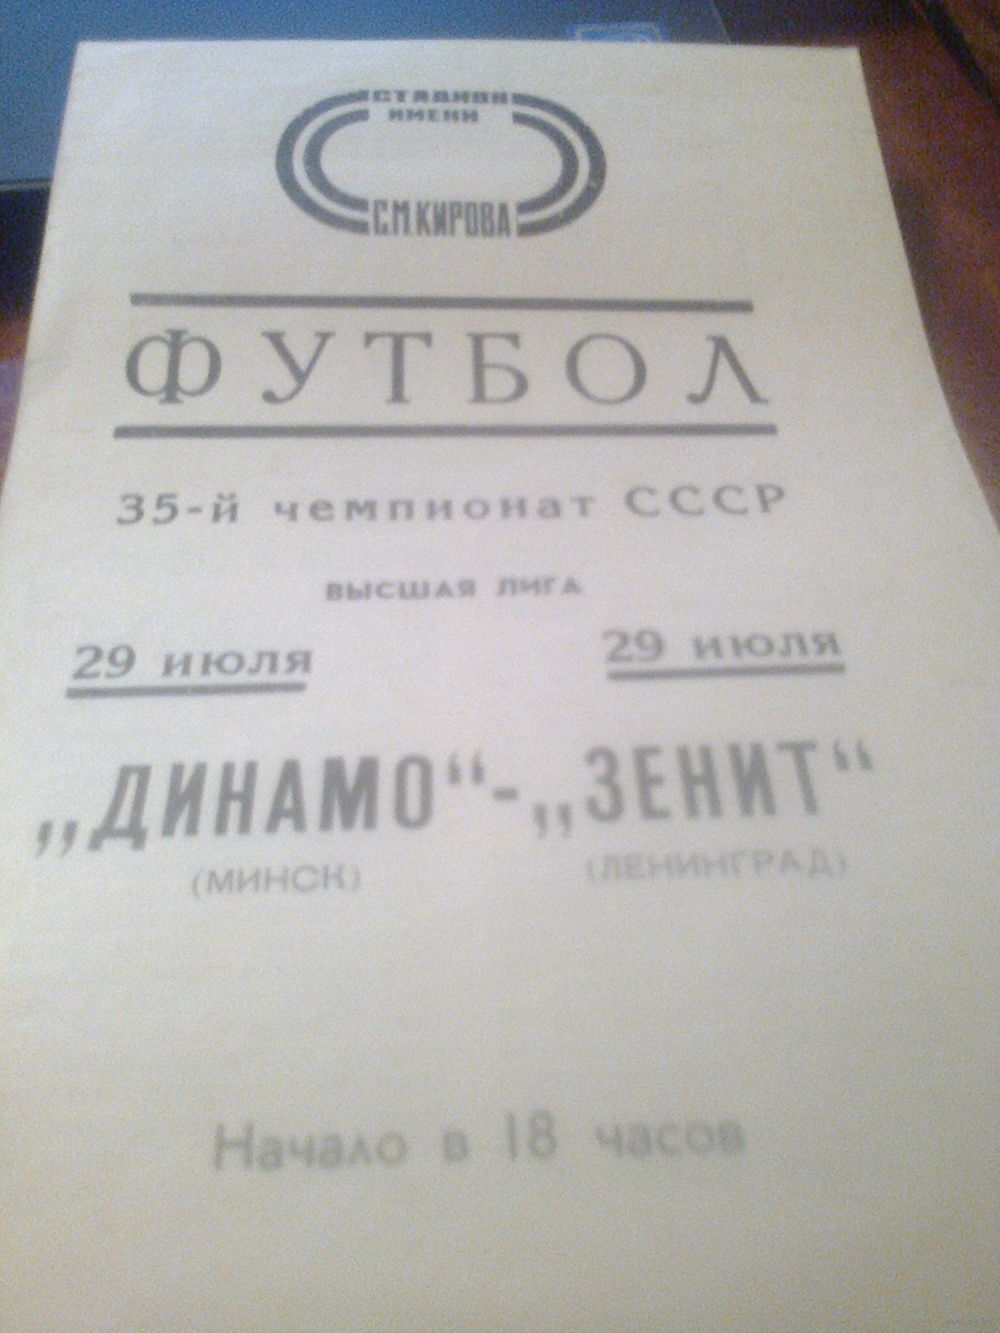 СТАДИОН
ИМЕНИ
С.М.КИРОВА
ФУТБОЛ
35-й чемпионат СССР
ВЫСШАЯ ЛИГА
29 июля 29 июля
„ДИНАМО“-„ЗЕНИТ“
(МИНСК) (ЛЕНИНГРАД)
Начало в 18 часов